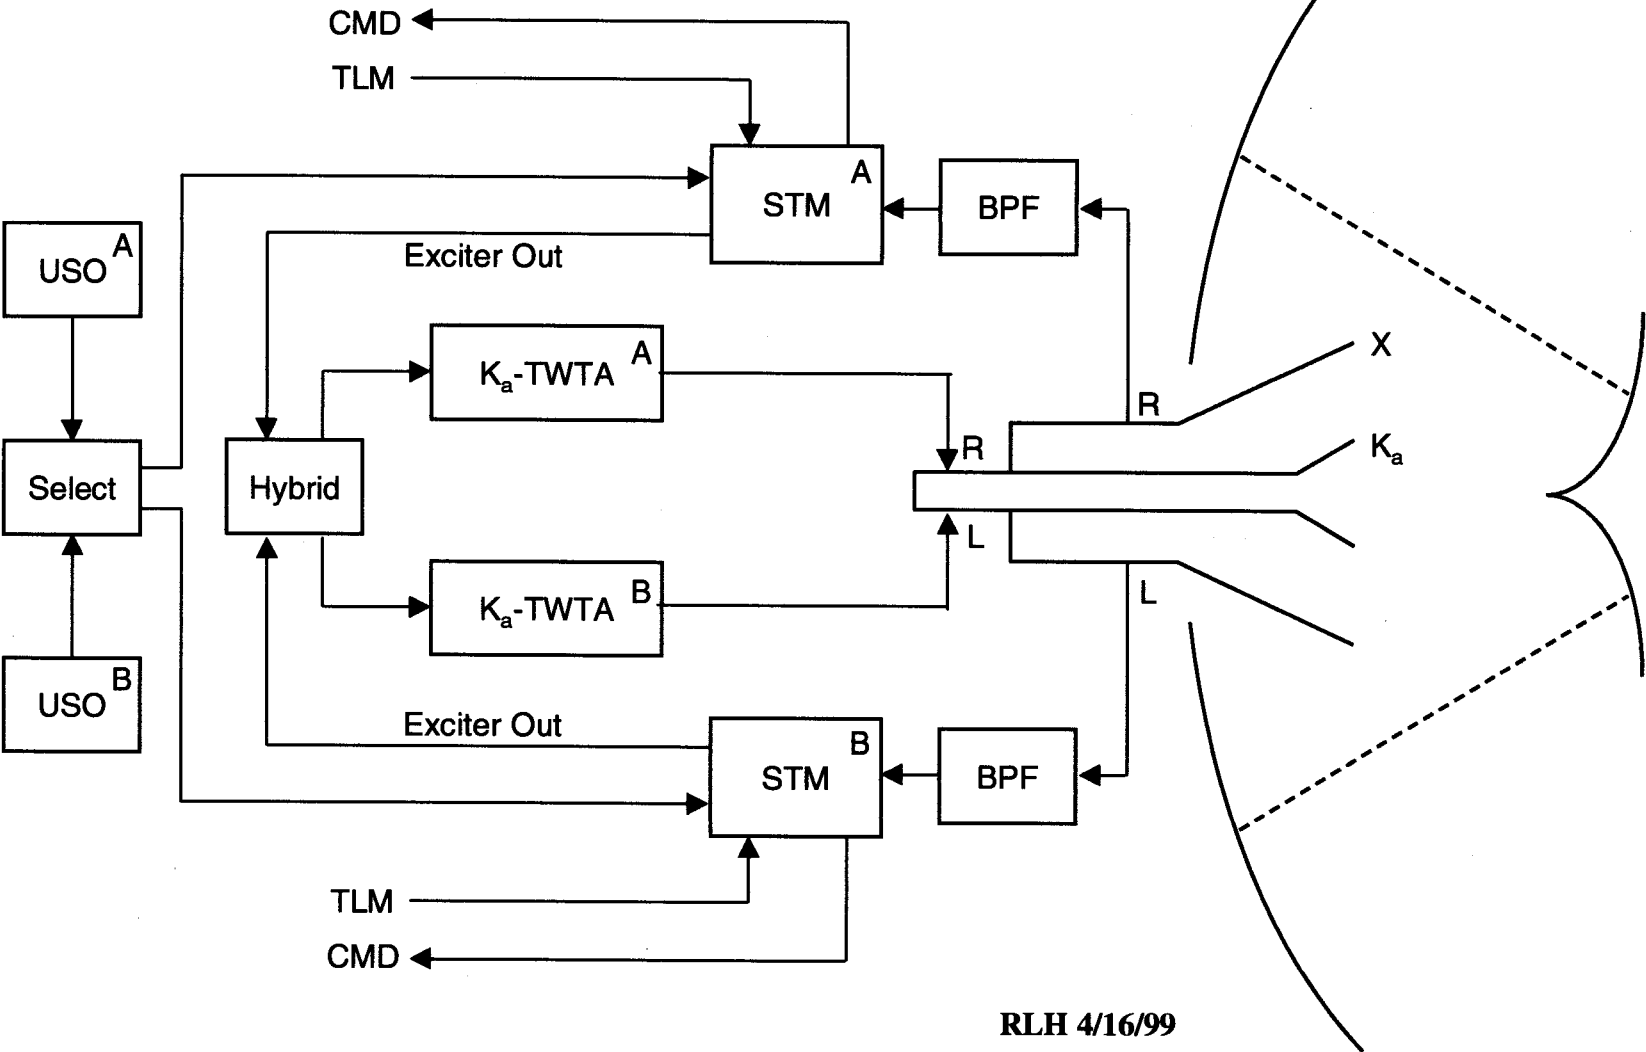 CMD
TLM
A
STM
BPF
A
USO
Exciter Out
A
Ka-TWTA
X
R
R
Ka
Select
Hybrid
L
B
Ka-TWTA
L
B
USO
Exciter Out
B
STM
BPF
TLM
CMD
RLH 4/16/99